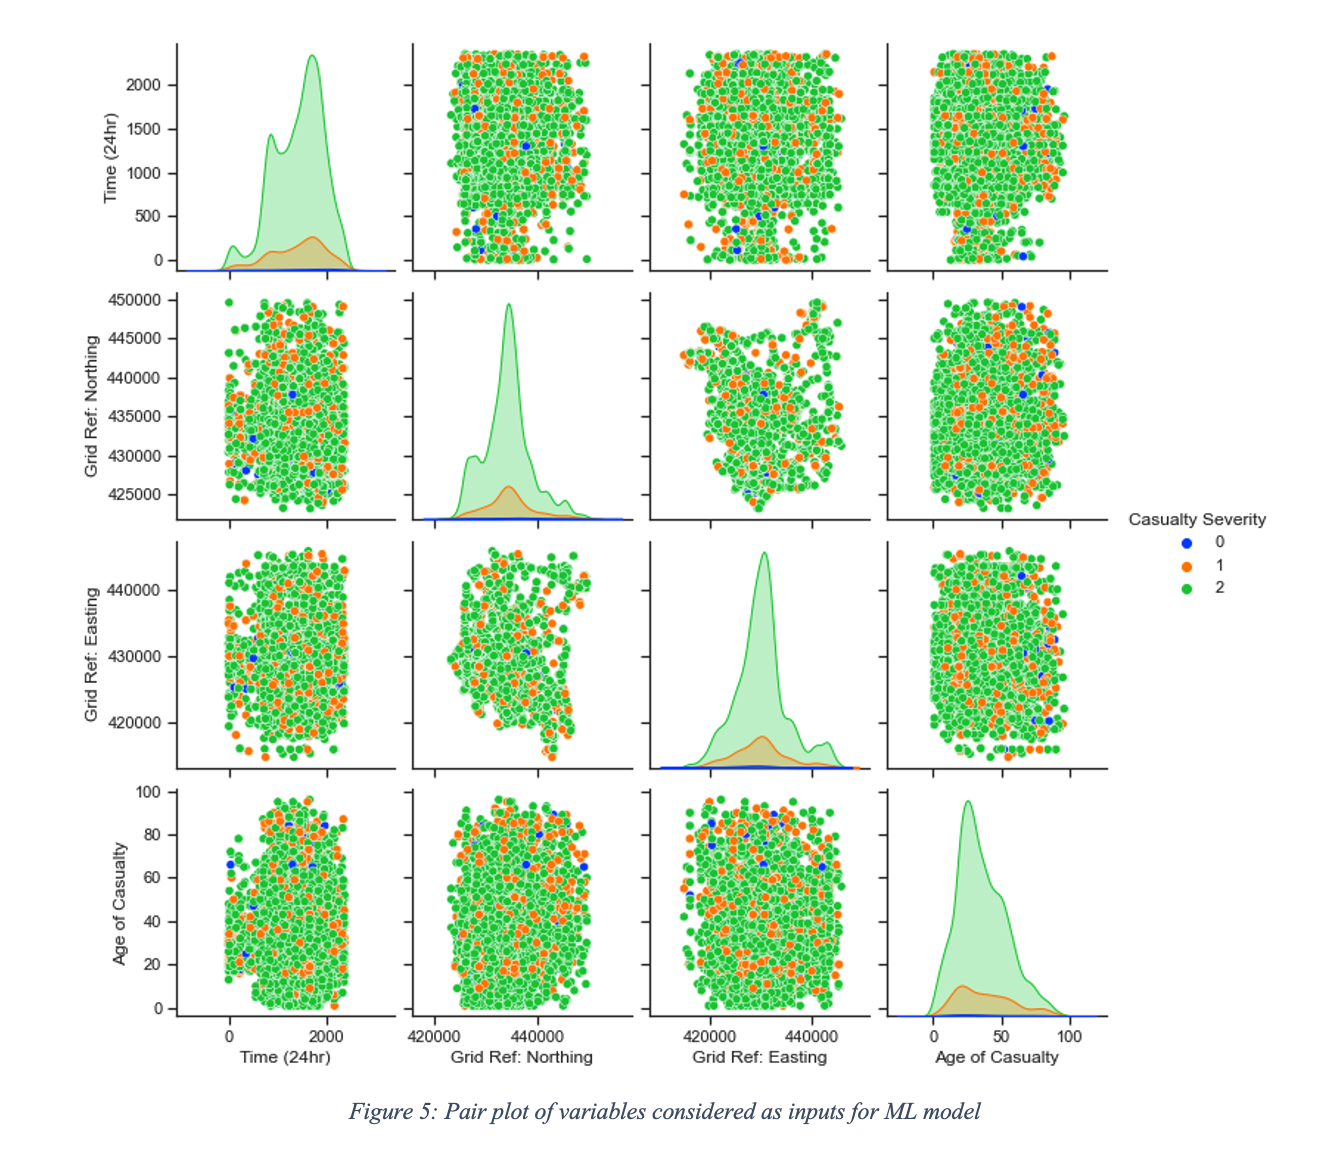 2000
1500
1000
500
0
Time (24hr)
450000
445000
440000
435000
430000
425000
Grid Ref: Northing
Casualty Severity
0
1
2
440000
430000
420000
Grid Ref: Easting
100
80
60
40
20
0
Age of Casualty
0 2000 420000 440000 420000 440000 0 50 100
Time (24hr) Grid Ref: Northing Grid Ref: Easting Age of Casualty
Figure 5: Pair plot of variables considered as inputs for ML model